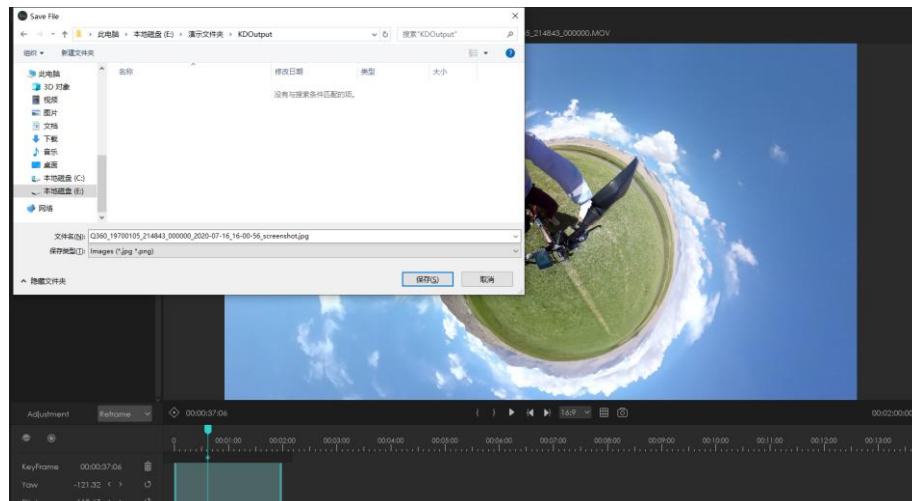 Save File
此电脑 › 本地磁盘 (E:) › 演示文件夹 › KDOutput
搜索"KDOutput"
5_214843_000000.MOV
组织
新建文件夹
此电脑
3D 对象
视频
图片
文档
下载
音乐
桌面
本地磁盘 (C:)
本地磁盘 (E:)
网络
名称
修改日期
类型
大小
没有与搜索条件匹配的项。
文件名(N): Q360_19700105_214843_000000_2020-07-16_16-00-56_screenshot.jpg
保存类型(T): Images (*.jpg *.png)
隐藏文件夹
保存(S)
取消
Adjustment
Reframe
00:00:37:06
16:9
00:02:00:00
0
00:01:00
00:02:00
00:03:00
00:04:00
00:05:00
00:06:00
00:07:00
00:08:00
00:09:00
00:10:00
00:11:00
00:12:00
00:13:00
KeyFrame 00:00:37:06
Yaw -121.32